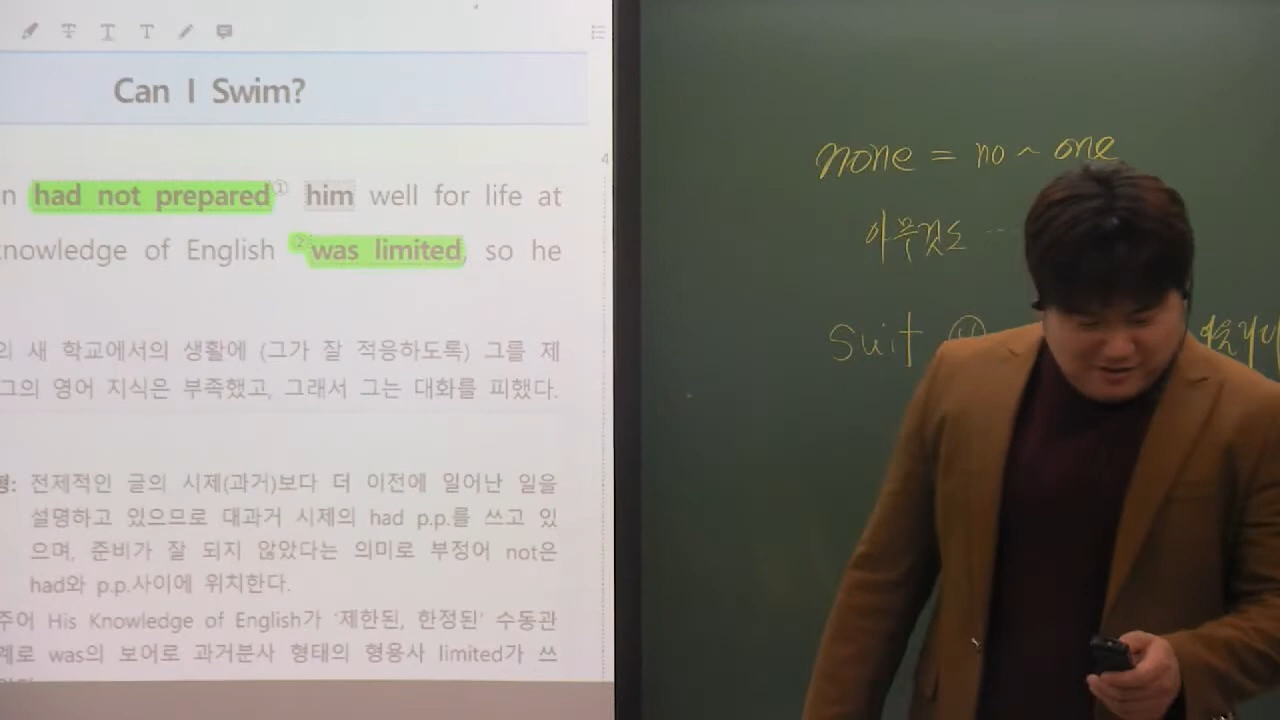 Can I Swim?
4
n had not prepared① him well for life at
knowledge of English ②was limited, so he
의 새 학교에서의 생활에 (그가 잘 적응하도록) 그를 제
그의 영어 지식은 부족했고, 그래서 그는 대화를 피했다.
형: 전제적인 글의 시제(과거)보다 더 이전에 일어난 일을
설명하고 있으므로 대과거 시제의 had p.p.를 쓰고 있
으며, 준비가 잘 되지 않았다는 의미로 부정어 not은
had와 p.p.사이에 위치한다.
주어 His Knowledge of English가 '제한된, 한정된' 수동관
계로 was의 보어로 과거분사 형태의 형용사 limited가 쓰
none = no ~ one
아무것도 ...
suit